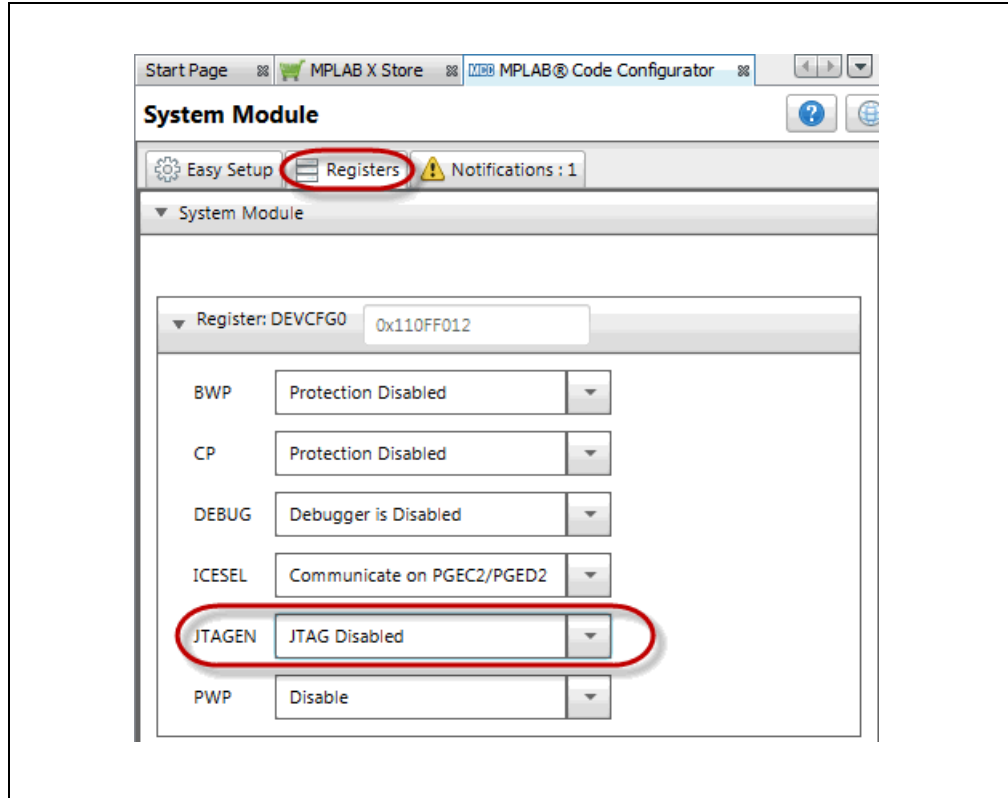 Start Page MPLAB X Store MPLAB® Code Configurator
System Module
Easy Setup Registers Notifications : 1
System Module
Register: DEVCFG0 0x110FF012
BWP Protection Disabled
CP Protection Disabled
DEBUG Debugger is Disabled
ICESEL Communicate on PGEC2/PGED2
JTAGEN JTAG Disabled
PWP Disable